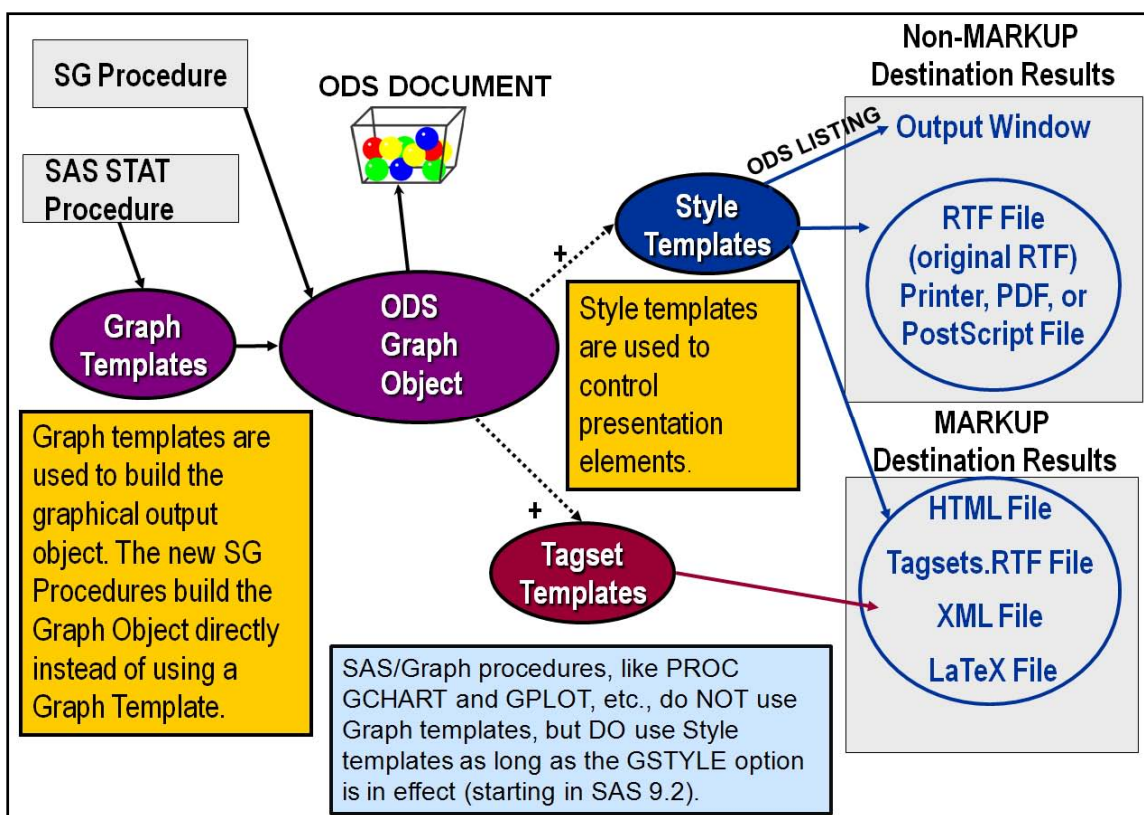 SG Procedure
SAS STAT
Procedure
ODS DOCUMENT
Graph
Templates
ODS
Graph
Object
+
+
Style
Templates
Tagset
Templates
ODS LISTING
Graph templates are
used to build the
graphical output
object. The new SG
Procedures build the
Graph Object directly
instead of using a
Graph Template.
Style templates
are used to
control
presentation
elements.
SAS/Graph procedures, like PROC
GCHART and GPLOT, etc., do NOT use
Graph templates, but DO use Style
templates as long as the GSTYLE option
is in effect (starting in SAS 9.2).
Non-MARKUP
Destination Results
Output Window
RTF File
(original RTF)
Printer, PDF, or
PostScript File
MARKUP
Destination Results
HTML File
Tagsets.RTF File
XML File
LaTeX File